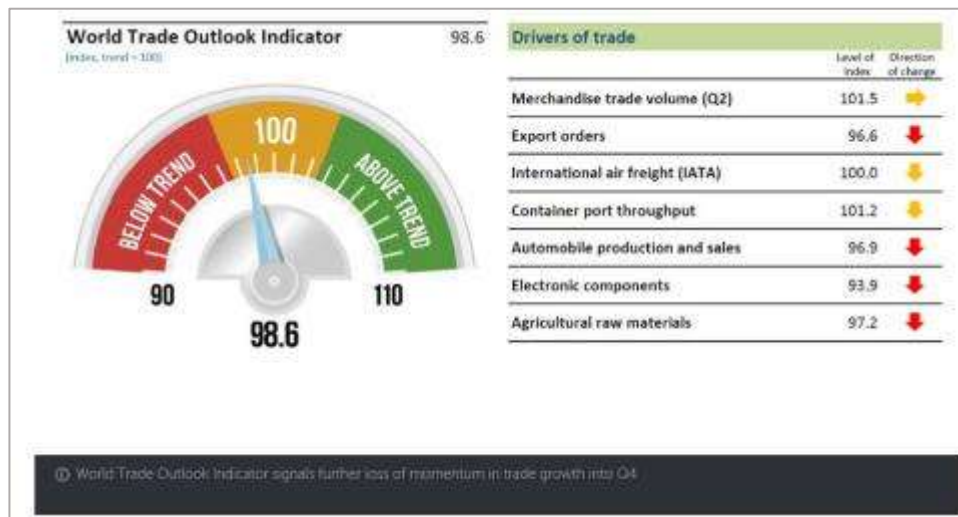 World Trade Outlook Indicator 98.6
(Index, trend = 100)
BELOW TREND
100
ABOVE TREND
90
110
98.6
Drivers of trade
Level of Index
Direction of change
Merchandise trade volume (Q2) 101.5
Export orders 96.6
International air freight (IATA) 100.0
Container port throughput 101.2
Automobile production and sales 96.9
Electronic components 93.9
Agricultural raw materials 97.2
World Trade Outlook Indicator signals further loss of momentum in trade growth into Q4